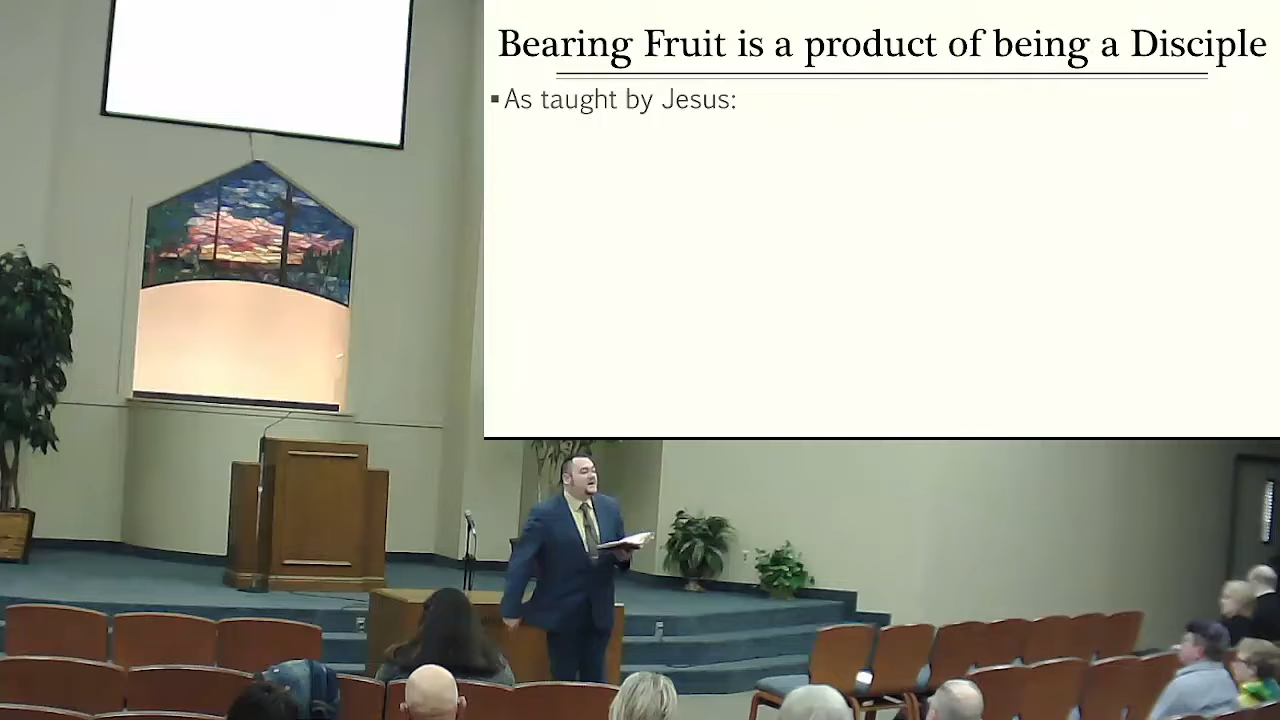 Bearing Fruit is a product of being a Disciple
▪ As taught by Jesus: